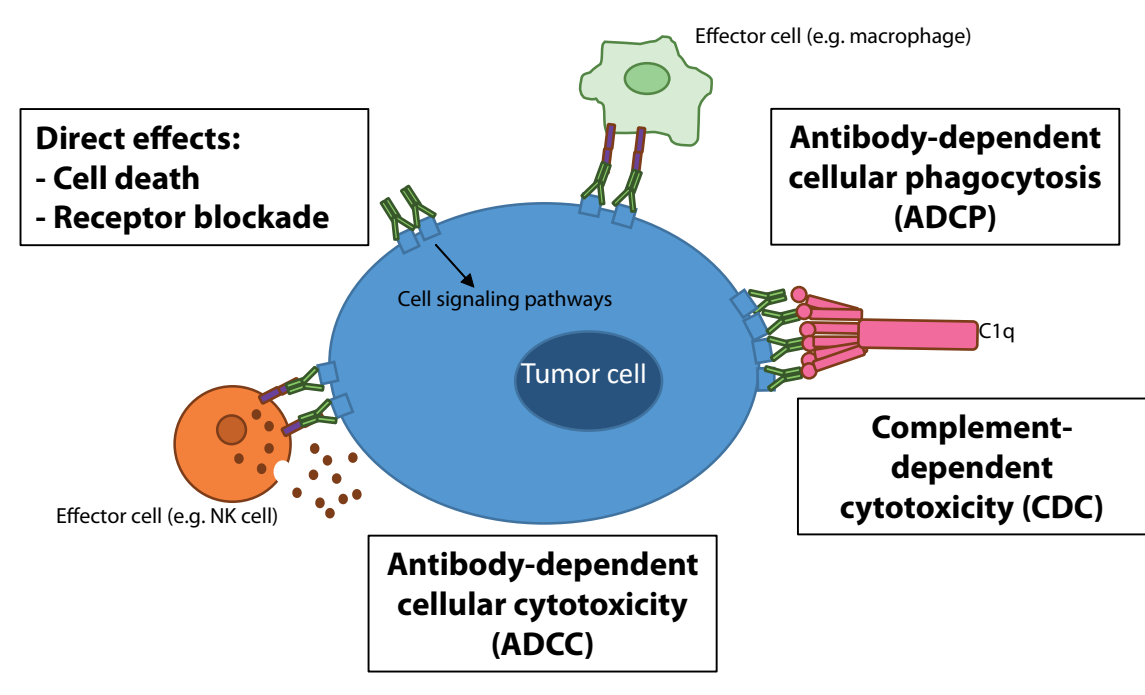 Effector cell (e.g. macrophage)
Direct effects:
- Cell death
- Receptor blockade
Antibody-dependent
cellular phagocytosis
(ADCP)
Cell signaling pathways
C1q
Tumor cell
Complement-
dependent
cytotoxicity (CDC)
Effector cell (e.g. NK cell)
Antibody-dependent
cellular cytotoxicity
(ADCC)